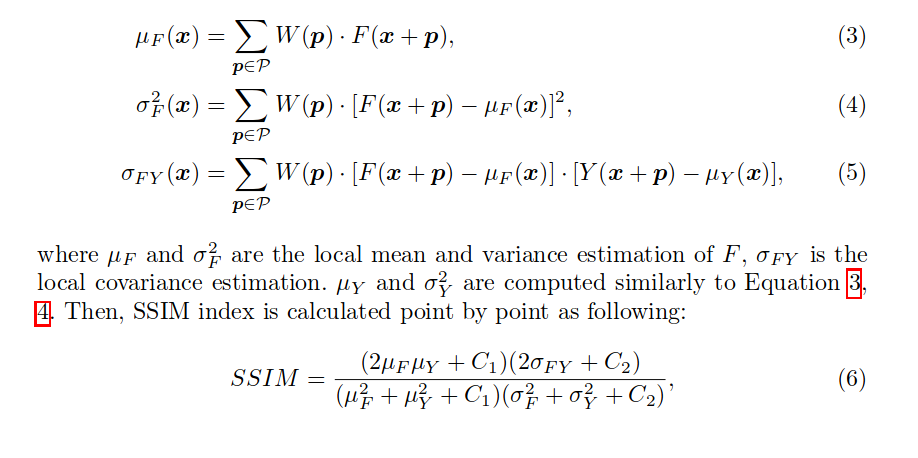 μ_F(x) = ∑_{p∈𝒫} W(p) · F(x + p), (3)
σ_F^2(x) = ∑_{p∈𝒫} W(p) · [F(x + p) − μ_F(x)]^2, (4)
σ_{FY}(x) = ∑_{p∈𝒫} W(p) · [F(x + p) − μ_F(x)] · [Y(x + p) − μ_Y(x)], (5)
where μ_F and σ_F^2 are the local mean and variance estimation of F, σ_{FY} is the
local covariance estimation. μ_Y and σ_Y^2 are computed similarly to Equation 3,
4. Then, SSIM index is calculated point by point as following:
SSIM = \frac{(2μ_Fμ_Y + C_1)(2σ_{FY} + C_2)}{(μ_F^2 + μ_Y^2 + C_1)(σ_F^2 + σ_Y^2 + C_2)}, (6)